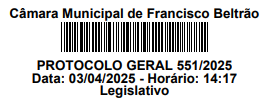 Câmara Municipal de Francisco Beltrão
PROTOCOLO GERAL 551/2025
Data: 03/04/2025 - Horário: 14:17
Legislativo